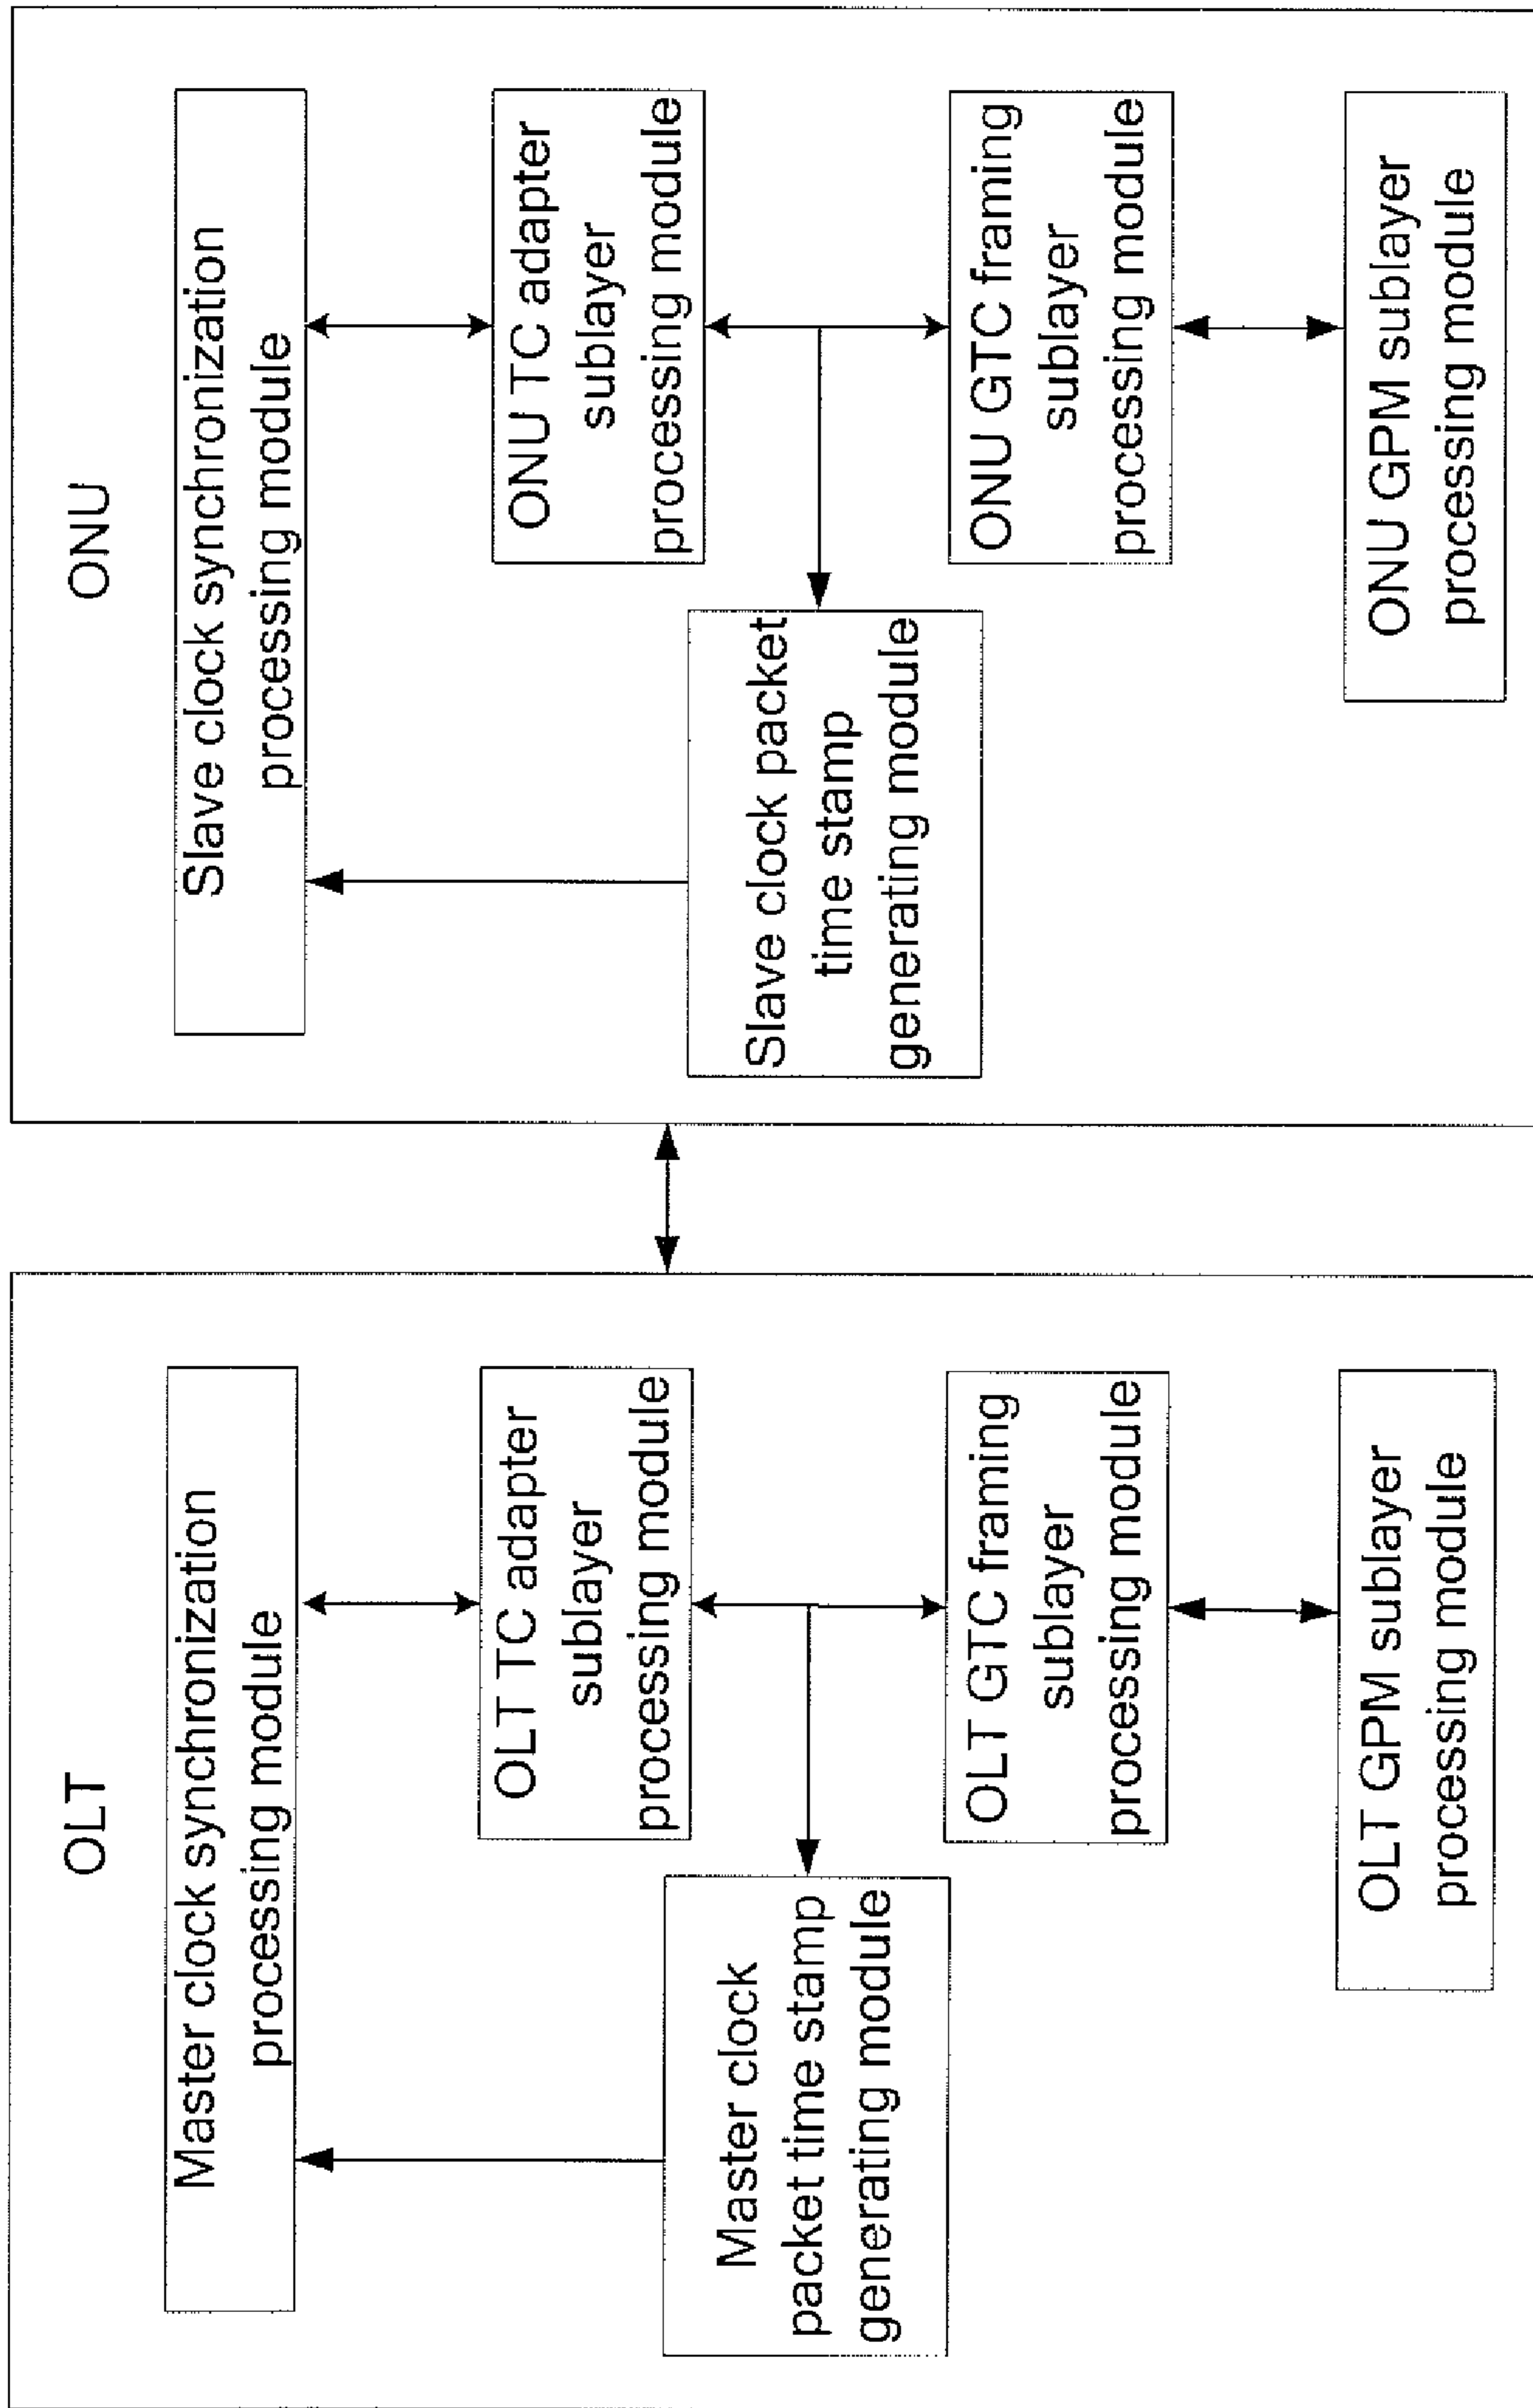 OLT
Master clock synchronization
processing module
OLT TC adapter
sublayer
processing module
Master clock
packet time stamp
generating module
OLT GTC framing
sublayer
processing module
OLT GPM sublayer
processing module
ONU
Slave clock synchronization
processing module
ONU TC adapter
sublayer
processing module
Slave clock packet
time stamp
generating module
ONU GTC framing
sublayer
processing module
ONU GPM sublayer
processing module